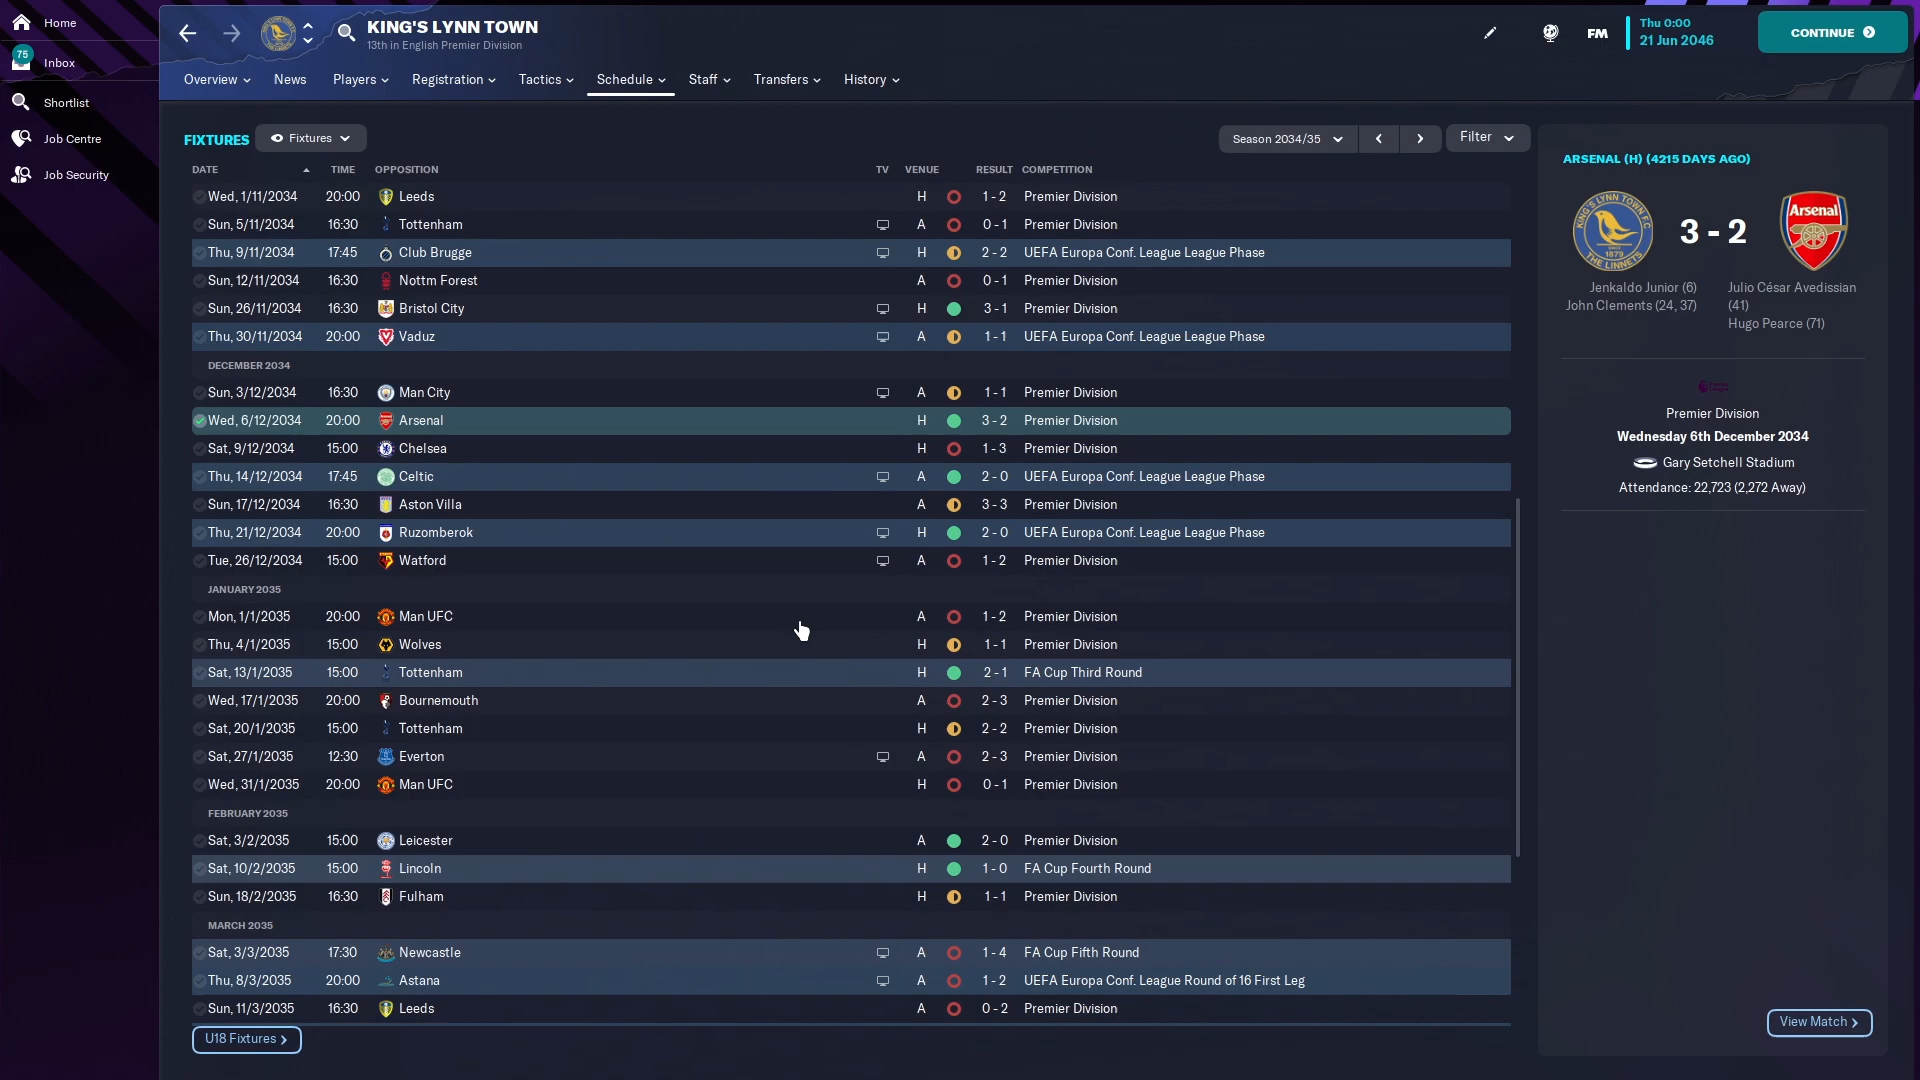 Home
75
Inbox
Shortlist
Job Centre
Job Security
KING'S LYNN TOWN
13th in English Premier Division
FM
Thu 0:00
21 Jun 2046
CONTINUE
Overview News Players Registration Tactics Schedule Staff Transfers History
FIXTURES Fixtures Season 2034/35 Filter
DATE TIME OPPOSITION TV VENUE RESULT COMPETITION
Wed, 1/11/2034 20:00 Leeds H 1 - 2 Premier Division
Sun, 5/11/2034 16:30 Tottenham A 0 - 1 Premier Division
Thu, 9/11/2034 17:45 Club Brugge H 2 - 2 UEFA Europa Conf. League League Phase
Sun, 12/11/2034 16:30 Nottm Forest A 0 - 1 Premier Division
Sun, 26/11/2034 16:30 Bristol City H 3 - 1 Premier Division
Thu, 30/11/2034 20:00 Vaduz A 1 - 1 UEFA Europa Conf. League League Phase
DECEMBER 2034
Sun, 3/12/2034 16:30 Man City A 1 - 1 Premier Division
Wed, 6/12/2034 20:00 Arsenal H 3 - 2 Premier Division
Sat, 9/12/2034 15:00 Chelsea H 1 - 3 Premier Division
Thu, 14/12/2034 17:45 Celtic A 2 - 0 UEFA Europa Conf. League League Phase
Sun, 17/12/2034 16:30 Aston Villa A 3 - 3 Premier Division
Thu, 21/12/2034 20:00 Ruzomberok H 2 - 0 UEFA Europa Conf. League League Phase
Tue, 26/12/2034 15:00 Watford A 1 - 2 Premier Division
JANUARY 2035
Mon, 1/1/2035 20:00 Man UFC A 1 - 2 Premier Division
Thu, 4/1/2035 15:00 Wolves H 1 - 1 Premier Division
Sat, 13/1/2035 15:00 Tottenham H 2 - 1 FA Cup Third Round
Wed, 17/1/2035 20:00 Bournemouth A 2 - 3 Premier Division
Sat, 20/1/2035 15:00 Tottenham H 2 - 2 Premier Division
Sat, 27/1/2035 12:30 Everton A 2 - 3 Premier Division
Wed, 31/1/2035 20:00 Man UFC H 0 - 1 Premier Division
FEBRUARY 2035
Sat, 3/2/2035 15:00 Leicester A 2 - 0 Premier Division
Sat, 10/2/2035 15:00 Lincoln H 1 - 0 FA Cup Fourth Round
Sun, 18/2/2035 16:30 Fulham H 1 - 1 Premier Division
MARCH 2035
Sat, 3/3/2035 17:30 Newcastle A 1 - 4 FA Cup Fifth Round
Thu, 8/3/2035 20:00 Astana A 1 - 2 UEFA Europa Conf. League Round of 16 First Leg
Sun, 11/3/2035 16:30 Leeds A 0 - 2 Premier Division
U18 Fixtures
ARSENAL (H) (4215 DAYS AGO)
KING'S LYNN TOWN F.C.
1879
THE LINNETS
3 - 2
Arsenal
Jenkaldo Junior (6)
John Clements (24, 37)
Julio César Avedissian
(41)
Hugo Pearce (71)
Premier Division
Wednesday 6th December 2034
Gary Setchell Stadium
Attendance: 22,723 (2,272 Away)
View Match